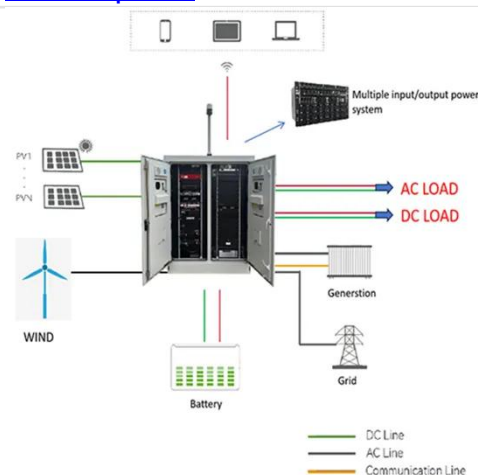 Multiple input/output power
system
PV1
PVN
AC LOAD
DC LOAD
WIND
Generstion
Grid
Battery
DC Line
AC Line
Communication Line